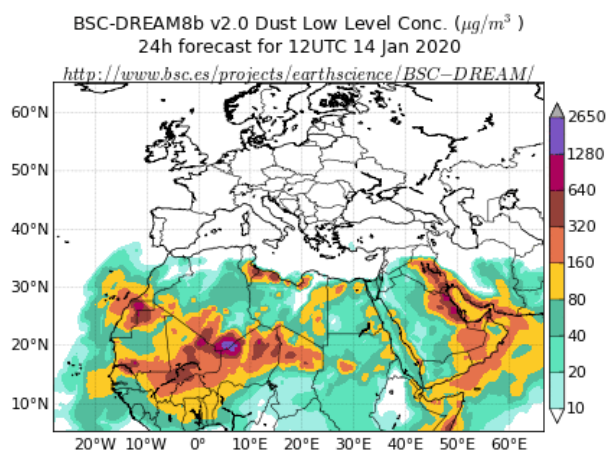 BSC-DREAM8b v2.0 Dust Low Level Conc. (μg/m³ )
24h forecast for 12UTC 14 Jan 2020
http://www.bsc.es/projects/earthscience/BSC−DREAM/
60°N
50°N
40°N
30°N
20°N
10°N
20°W 10°W 0° 10°E 20°E 30°E 40°E 50°E 60°E
2650
1280
640
320
160
80
40
20
10